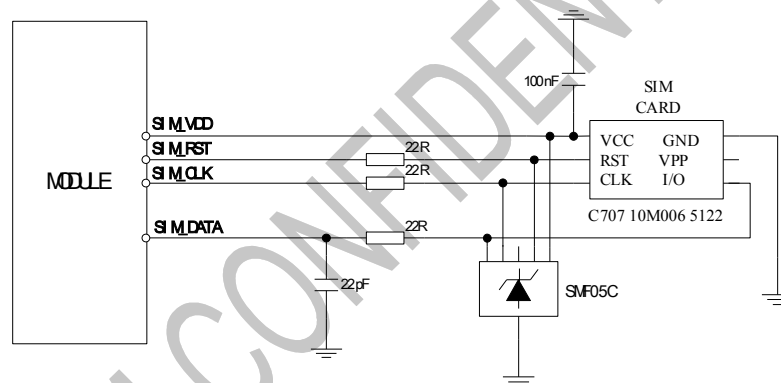 CONFIDENT
100nF
SIM
CARD
SIM_VDD
SIM_RST
22R
VCC GND
RST VPP
CLK I/O
22R
SIM_CLK
MODULE
SIM_DATA
22R
C707 10M006 5122
22pF
SMF05C